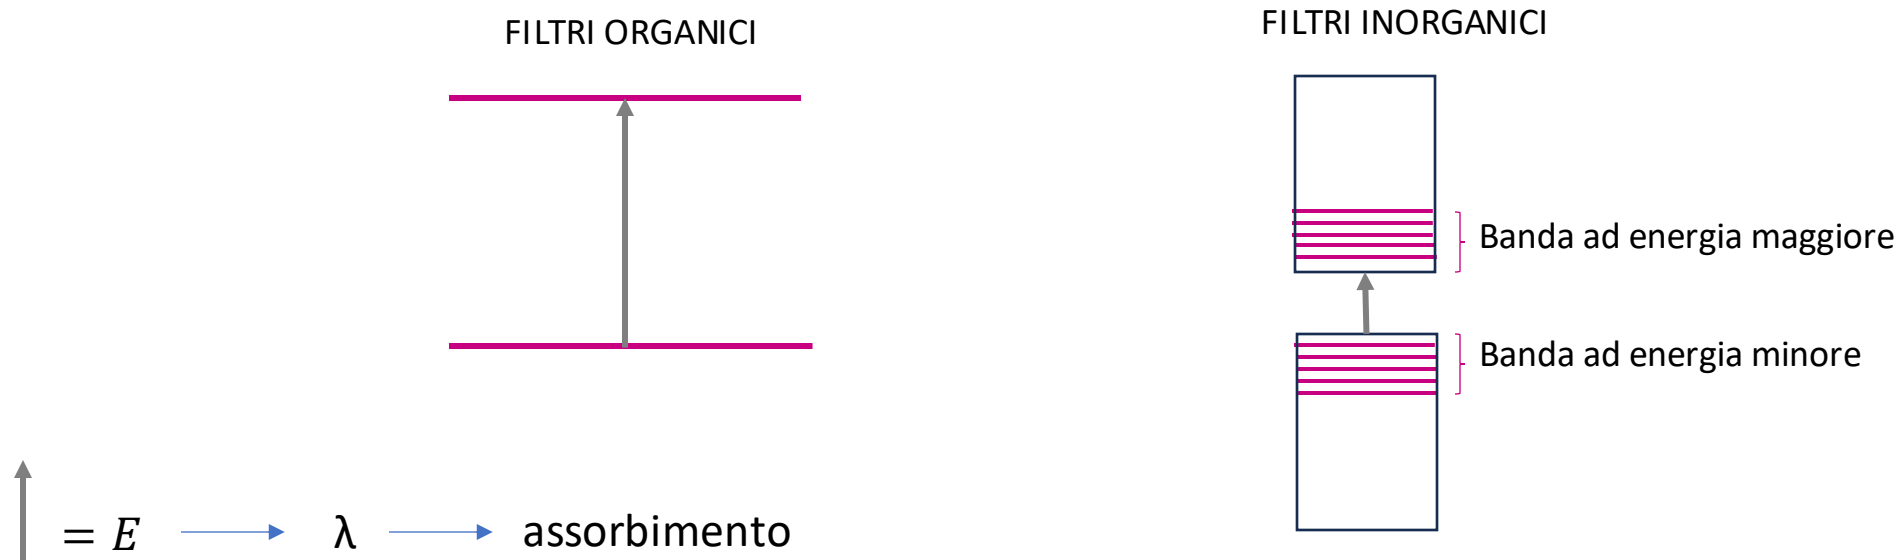 FILTRI ORGANICI
FILTRI INORGANICI
Banda ad energia maggiore
Banda ad energia minore
= E λ assorbimento